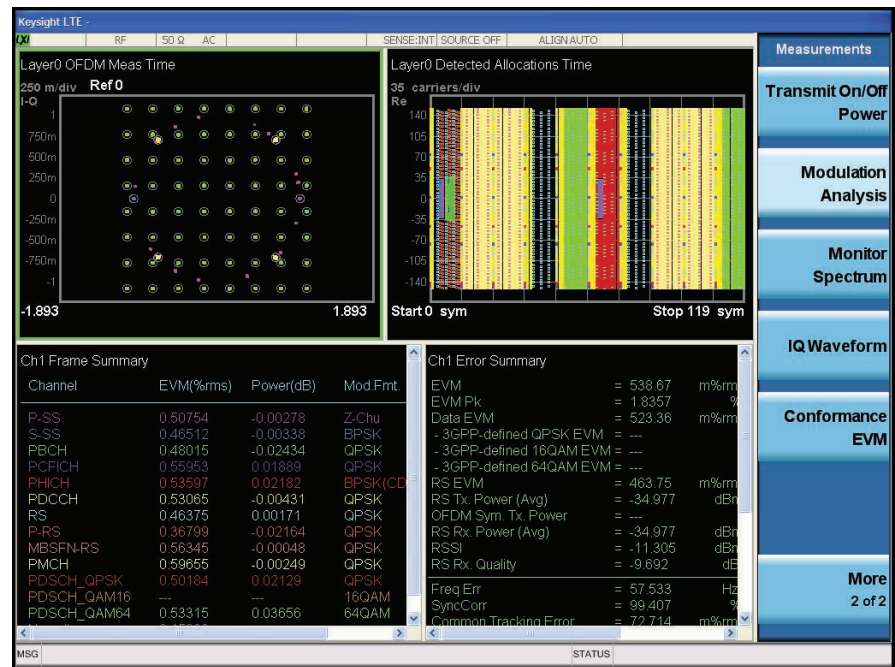 Keysight LTE -
LXI RF 50 Ω AC SENSE:INT SOURCE OFF ALIGN AUTO
Layer0 OFDM Meas Time
250 m/div Ref 0
I-Q
1
750m
500m
250m
0
-250m
-500m
-750m
-1
-1.893 1.893
Layer0 Detected Allocations Time
35 carriers/div
Re
140
105
70
35
0
-35
-70
-105
-140
Start 0 sym Stop 119 sym
Ch1 Frame Summary
Channel EVM(%rms) Power(dB) Mod.Fmt.
P-SS 0.50754 -0.00278 Z-Chu
S-SS 0.46512 -0.00338 BPSK
PBCH 0.48015 -0.02434 QPSK
PCFICH 0.55953 0.01889 QPSK
PHICH 0.53597 0.02182 BPSK(CD
PDCCH 0.53065 -0.00431 QPSK
RS 0.46375 0.00171 QPSK
P-RS 0.36799 -0.02164 QPSK
MBSFN-RS 0.56345 -0.00048 QPSK
PMCH 0.59655 -0.00249 QPSK
PDSCH_QPSK 0.50184 0.02129 QPSK
PDSCH_QAM16 --- --- 16QAM
PDSCH_QAM64 0.53315 0.03656 64QAM
Ch1 Error Summary
EVM = 538.67 m%rm
EVM Pk = 1.8357 %
Data EVM = 523.36 m%rm
- 3GPP-defined QPSK EVM = ---
- 3GPP-defined 16QAM EVM = ---
- 3GPP-defined 64QAM EVM = ---
RS EVM = 463.75 m%rm
RS Tx. Power (Avg) = -34.977 dBn
OFDM Sym. Tx. Power = ---
RS Rx. Power (Avg) = -34.977 dBn
RSSI = -11.305 dBn
RS Rx. Quality = -9.692 dE
Freq Err = 57.533 Hz
SyncCorr = 99.407 %
Common Tracking Error = 72.714 m%rm
Measurements
Transmit On/Off
Power
Modulation
Analysis
Monitor
Spectrum
IQ Waveform
Conformance
EVM
More
2 of 2
MSG STATUS